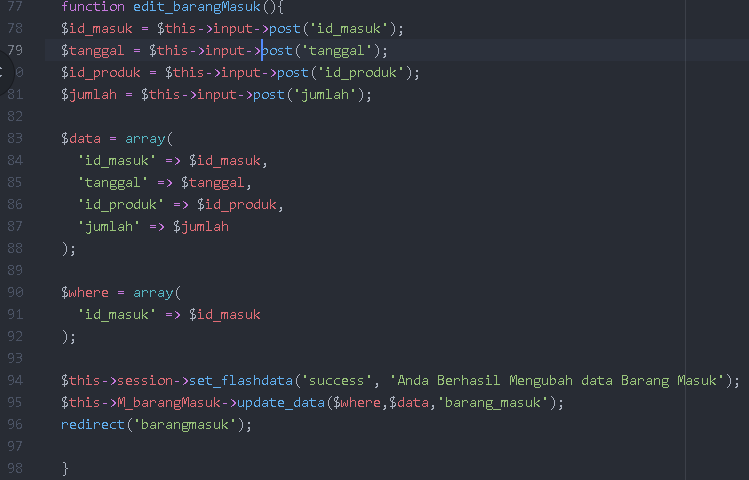 77 function edit_barangMasuk(){
78 $id_masuk = $this->input->post('id_masuk');
79 $tanggal = $this->input->post('tanggal');
0 $id_produk = $this->input->post('id_produk');
81 $jumlah = $this->input->post('jumlah');
82
83 $data = array(
84 'id_masuk' => $id_masuk,
85 'tanggal' => $tanggal,
86 'id_produk' => $id_produk,
87 'jumlah' => $jumlah
88 );
89
90 $where = array(
91 'id_masuk' => $id_masuk
92 );
93
94 $this->session->set_flashdata('success', 'Anda Berhasil Mengubah data Barang Masuk');
95 $this->M_barangMasuk->update_data($where,$data,'barang_masuk');
96 redirect('barangmasuk');
97
98 }